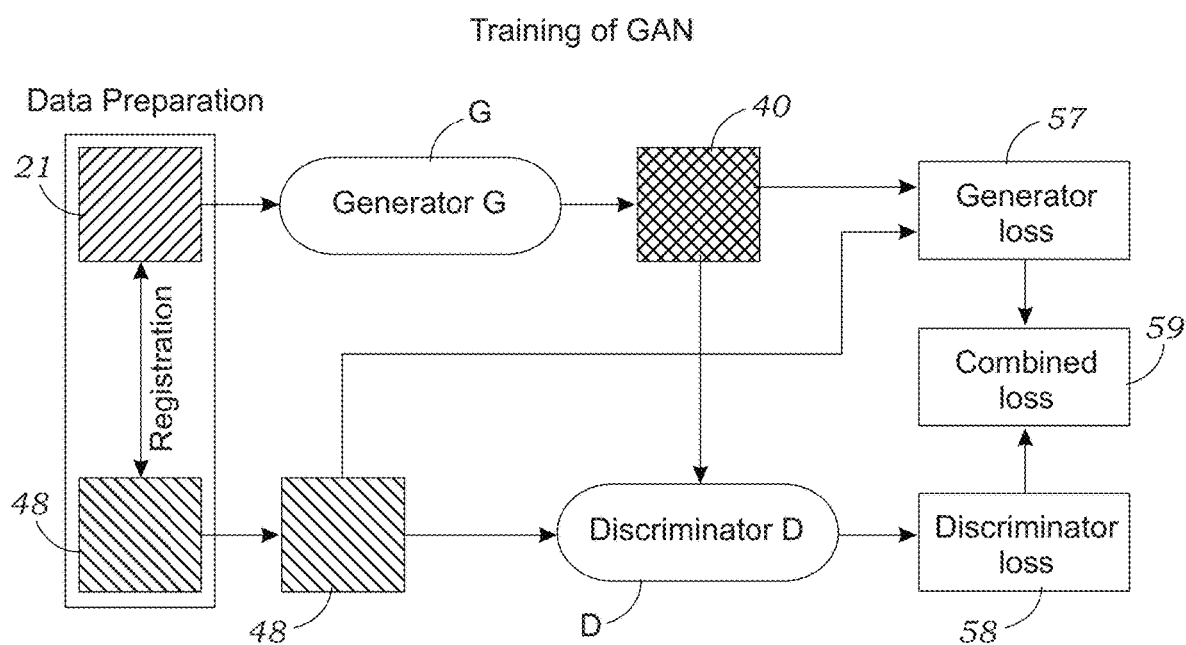 Training of GAN
Data Preparation
21
G
40
57
Generator G
Generator
loss
Registration
59
Combined
loss
48
Discriminator D
Discriminator
loss
48
D
58